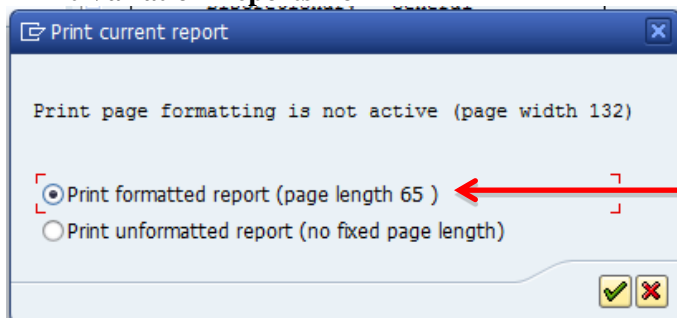 Print current report
Print page formatting is not active (page width 132)
Print formatted report (page length 65 )
Print unformatted report (no fixed page length)